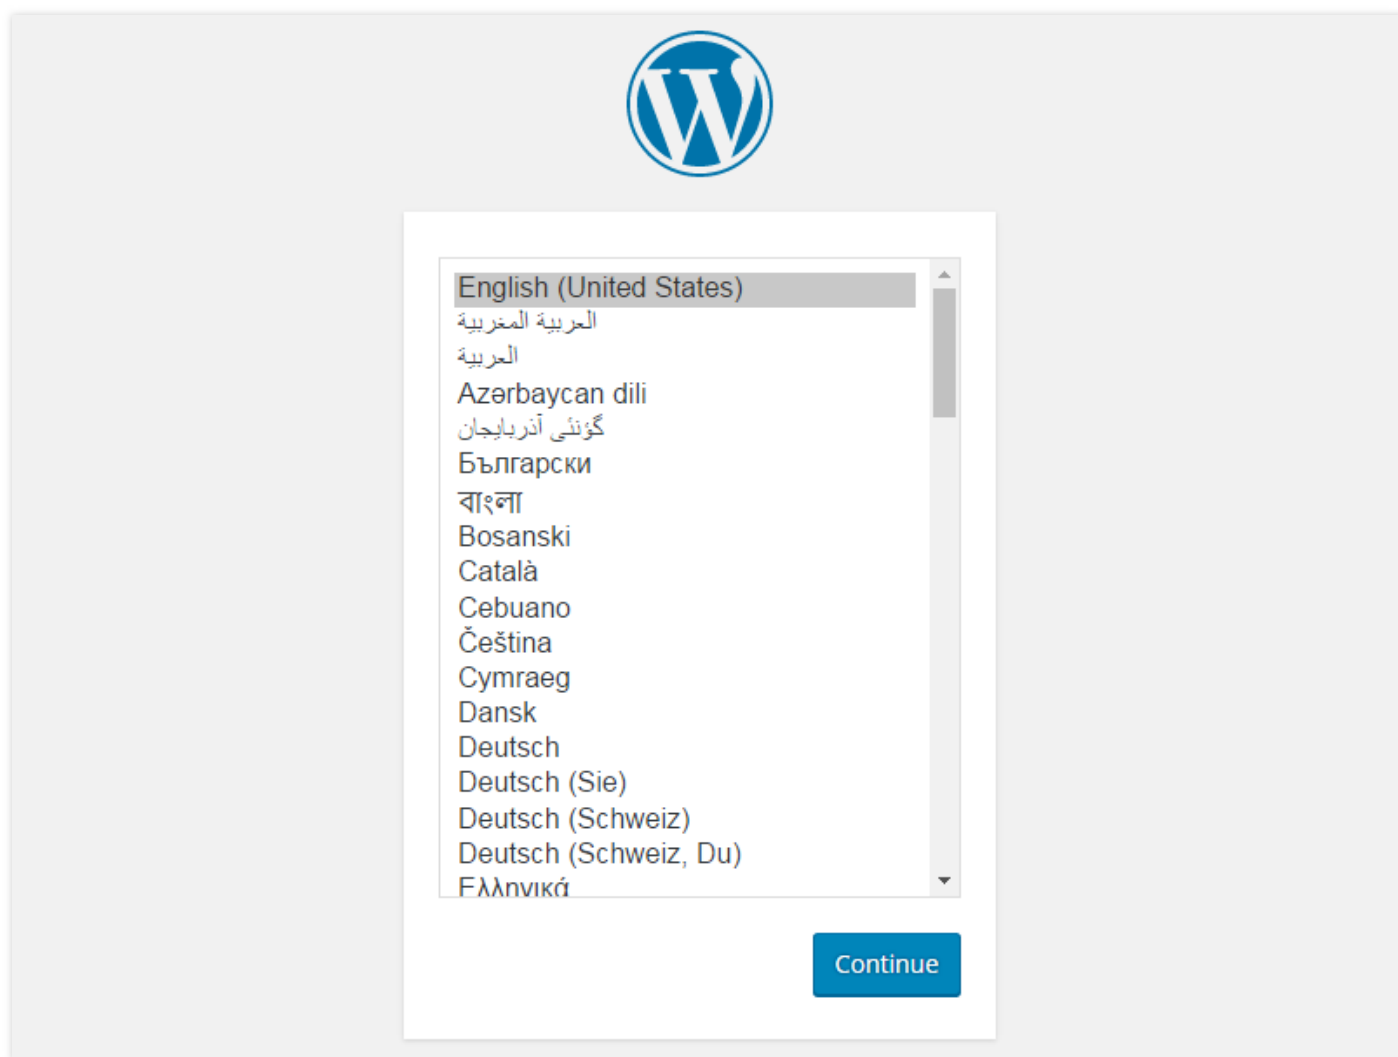 English (United States)
العربية المغربية
العربية
Azərbaycan dili
گؤنئی آذربایجان
Български
বাংলা
Bosanski
Català
Cebuano
Čeština
Cymraeg
Dansk
Deutsch
Deutsch (Sie)
Deutsch (Schweiz)
Deutsch (Schweiz, Du)
Ελληνικά
Continue